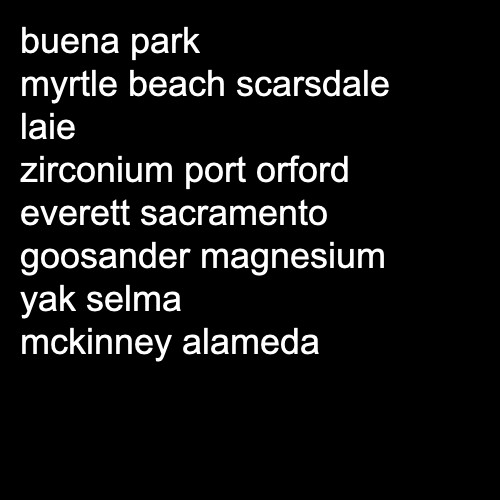 buena park
myrtle beach scarsdale
laie
zirconium port orford
everett sacramento
goosander magnesium
yak selma
mckinney alameda